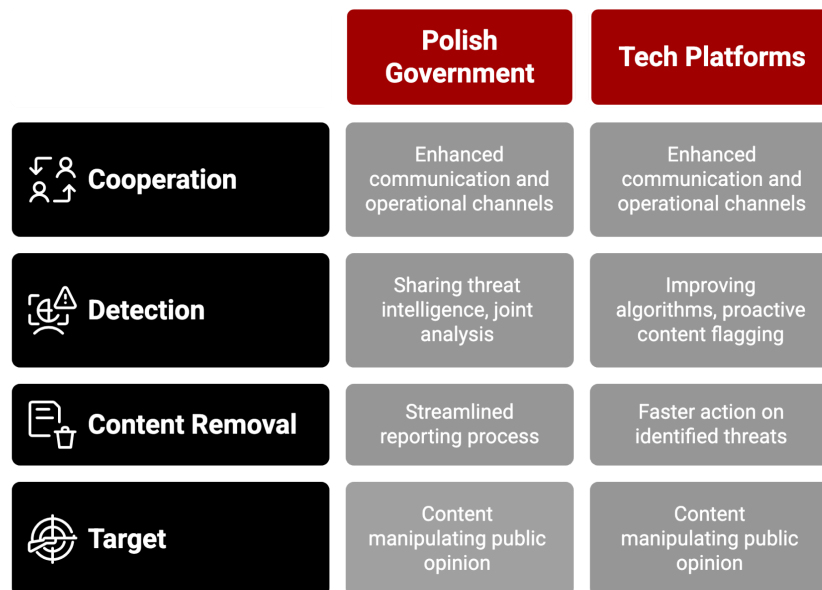 Polish
Government
Tech Platforms
Cooperation
Enhanced
communication and
operational channels
Enhanced
communication and
operational channels
Detection
Sharing threat
intelligence, joint
analysis
Improving
algorithms, proactive
content flagging
Content Removal
Streamlined
reporting process
Faster action on
identified threats
Target
Content
manipulating public
opinion
Content
manipulating public
opinion